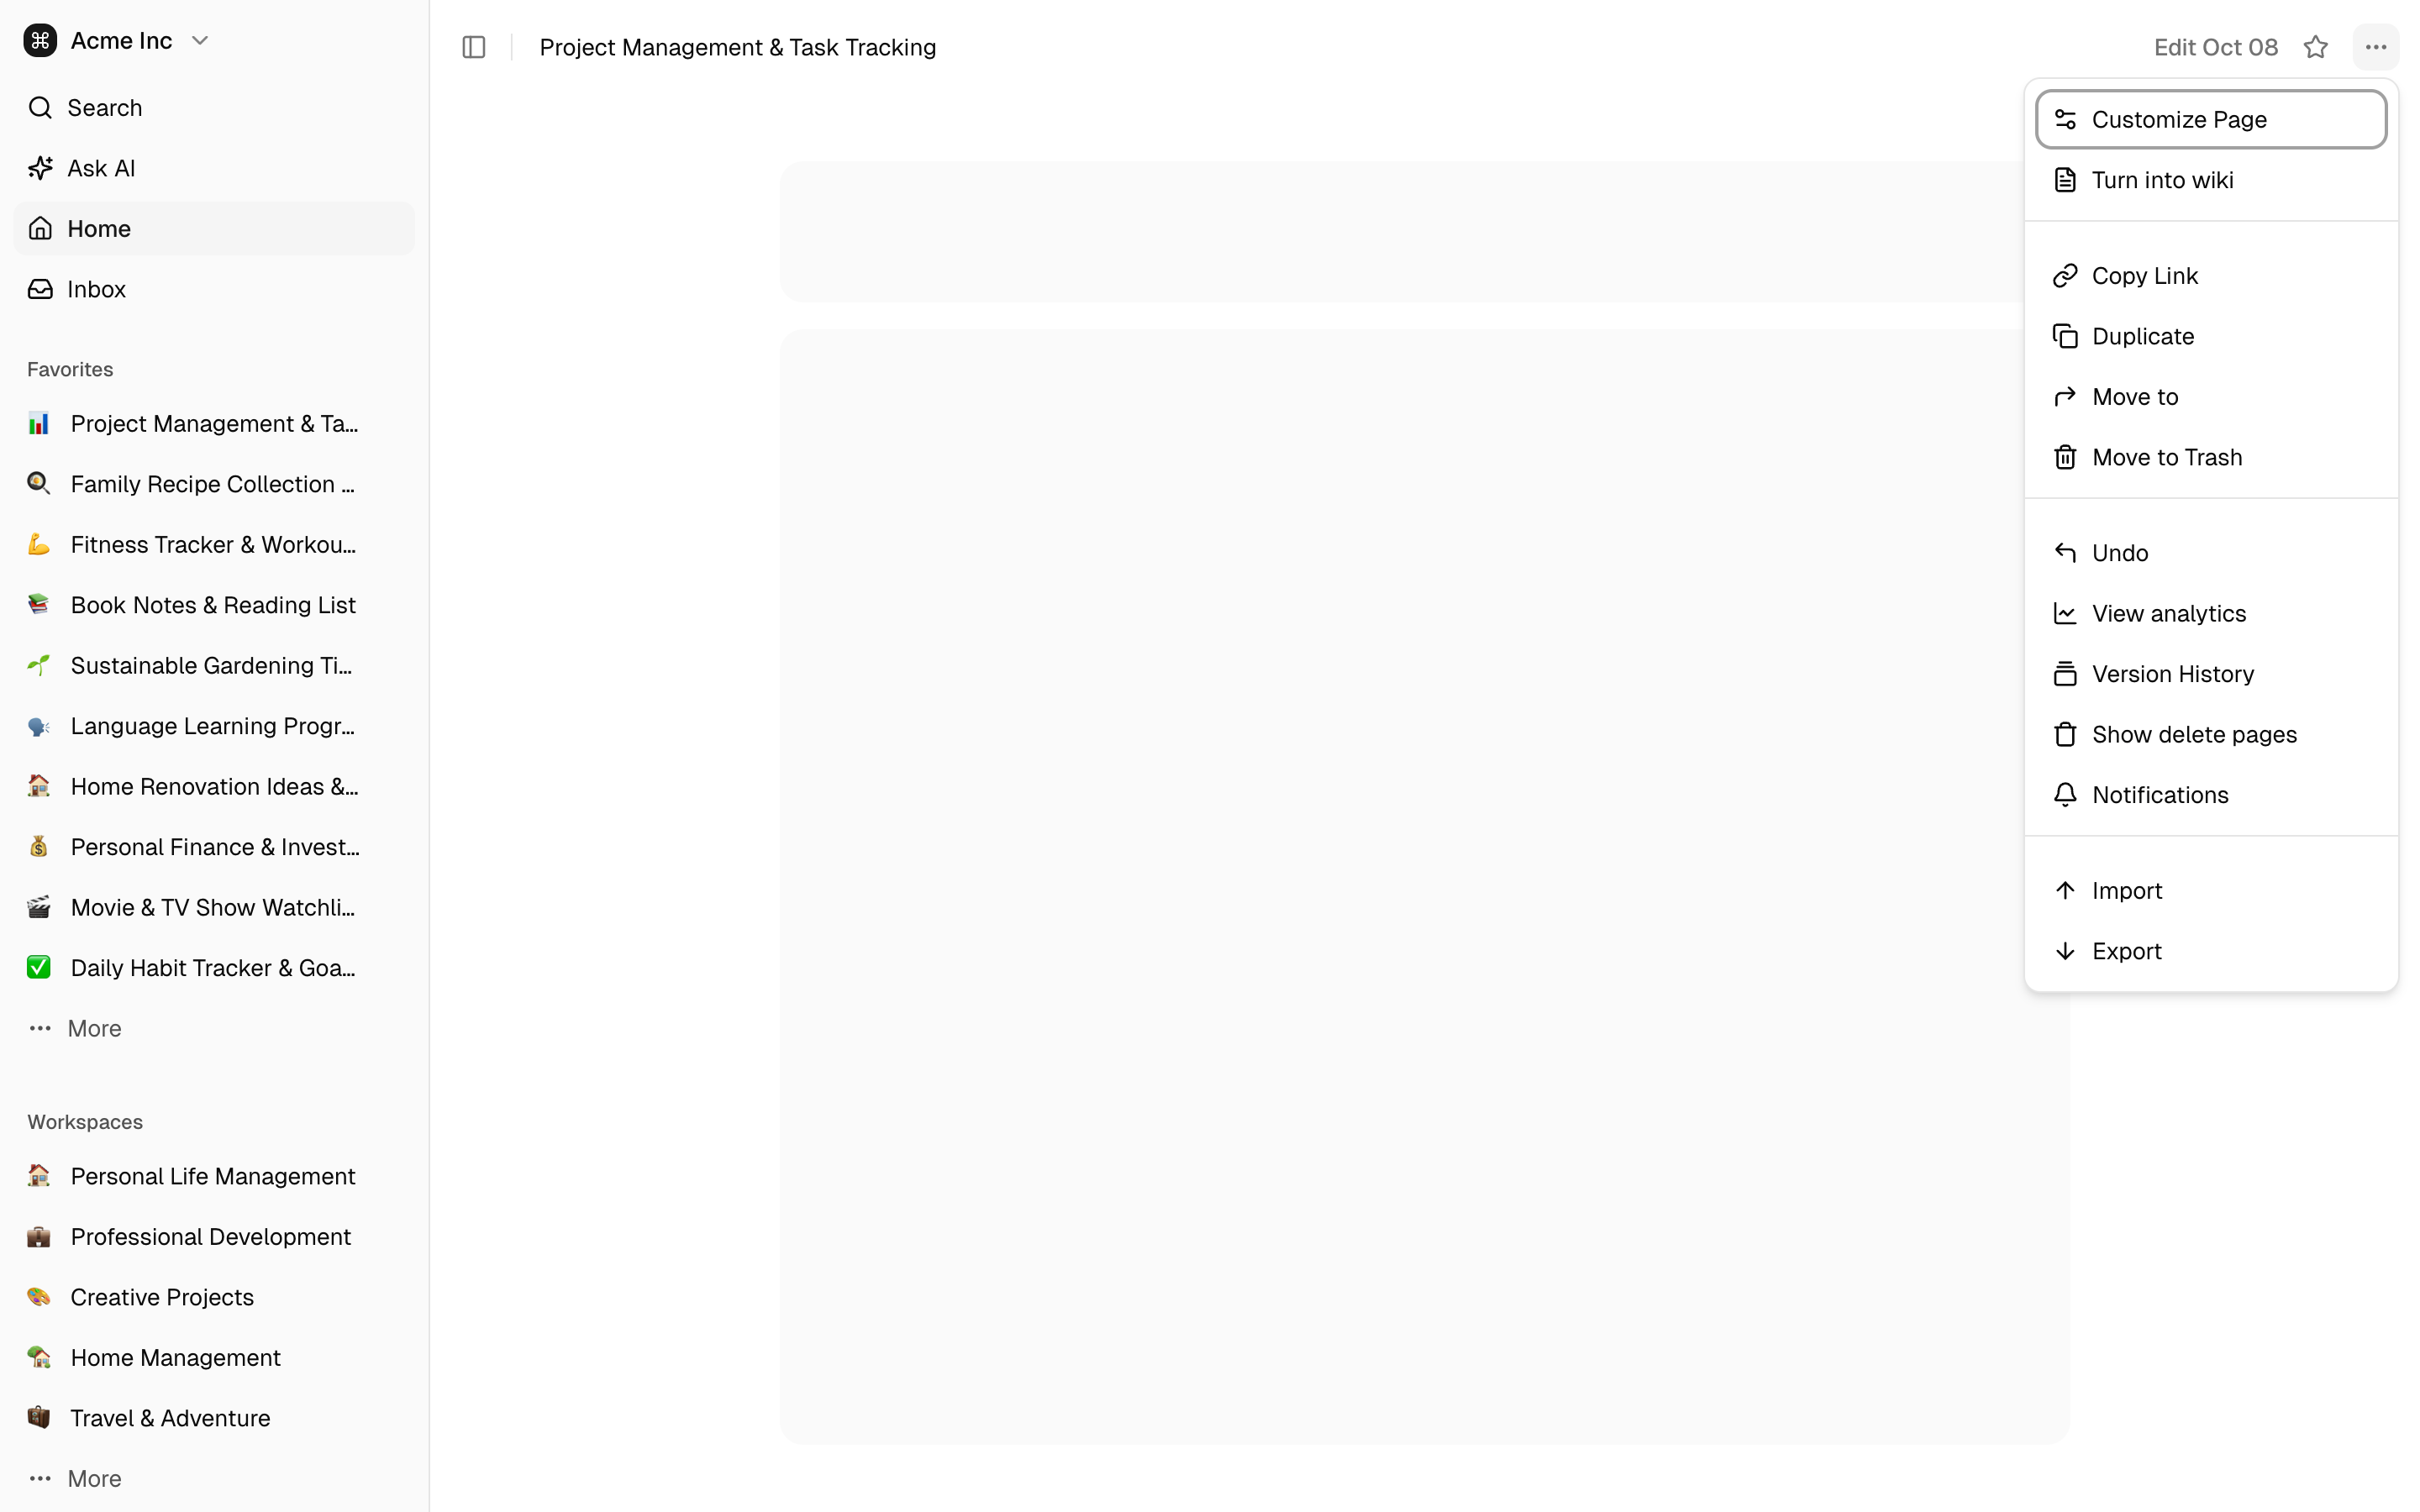 Acme Inc
Search
Ask AI
Home
Inbox
Favorites
Project Management & Ta...
Family Recipe Collection ...
Fitness Tracker & Workou...
Book Notes & Reading List
Sustainable Gardening Ti...
Language Learning Progr...
Home Renovation Ideas &...
Personal Finance & Invest...
Movie & TV Show Watchli...
Daily Habit Tracker & Goa...
More
Workspaces
Personal Life Management
Professional Development
Creative Projects
Home Management
Travel & Adventure
More
Project Management & Task Tracking
Edit Oct 08
Customize Page
Turn into wiki
Copy Link
Duplicate
Move to
Move to Trash
Undo
View analytics
Version History
Show delete pages
Notifications
Import
Export